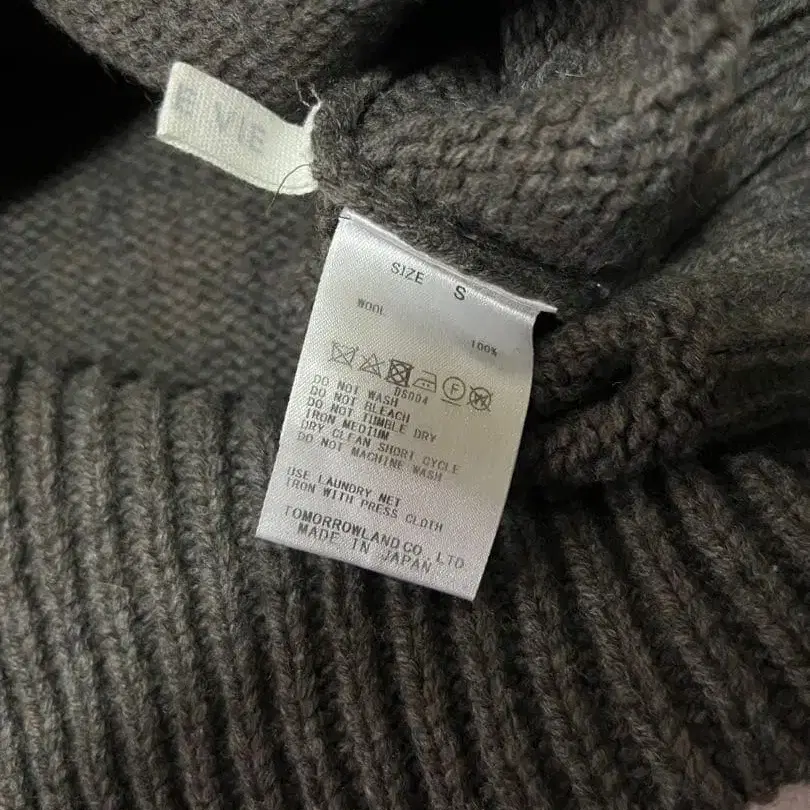 E VIE
SIZE S
WOOL 100%
DS004
DO NOT WASH
DO NOT BLEACH
DO NOT TUMBLE DRY
IRON MEDIUM
DRY CLEAN SHORT CYCLE
DO NOT MACHINE WASH
USE LAUNDRY NET
IRON WITH PRESS CLOTH
TOMORROWLAND CO., LTD
MADE IN JAPAN